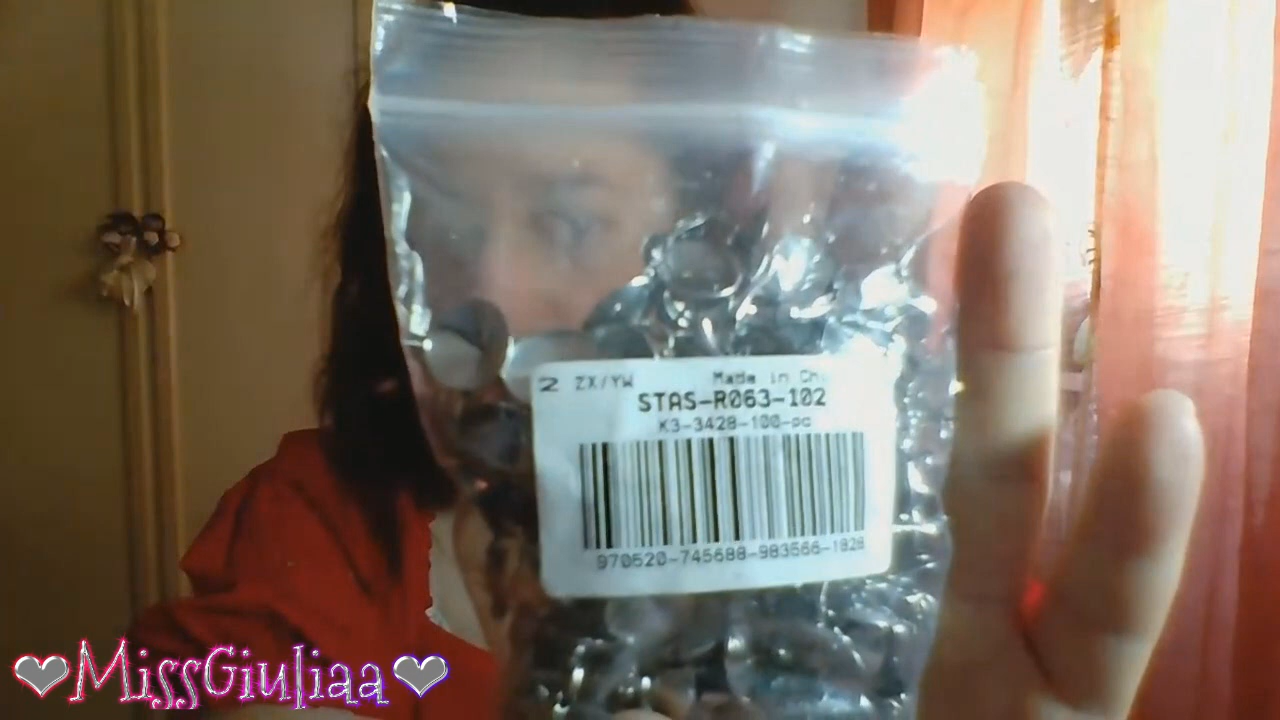 2 ZX/YW Made in Ch
STAS-R063-102
K3-3428-100-pc
970520-745688-983566-1828
❤MissGiuliaa❤